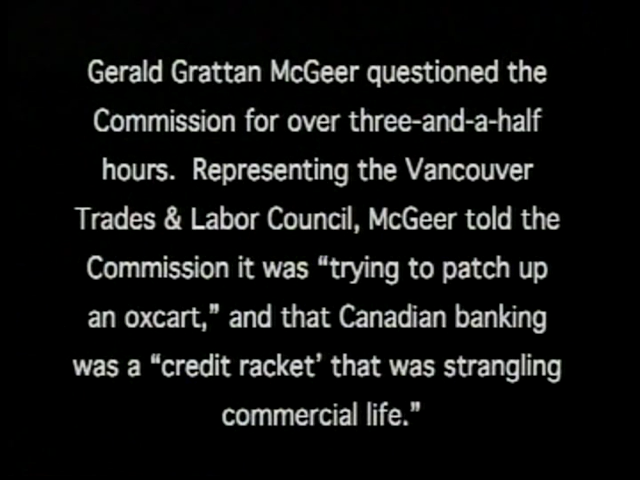 Gerald Grattan McGeer questioned the
Commission for over three-and-a-half
hours.  Representing the Vancouver
Trades & Labor Council, McGeer told the
Commission it was “trying to patch up
an oxcart,” and that Canadian banking
was a “credit racket’ that was strangling
commercial life.”